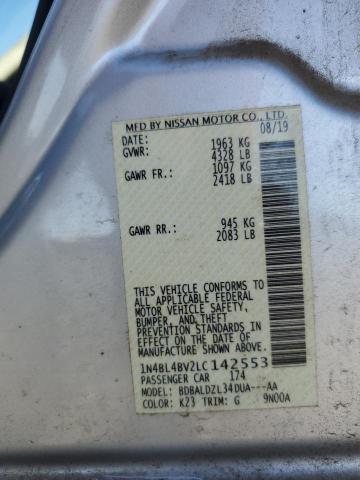 MFD BY NISSAN MOTOR CO., LTD.
DATE: 08/19
GVWR: 1963 KG
4328 LB
GAWR FR.: 1097 KG
2418 LB
GAWR RR.: 945 KG
2083 LB
THIS VEHICLE CONFORMS TO
ALL APPLICABLE FEDERAL
MOTOR VEHICLE SAFETY,
BUMPER, AND THEFT
PREVENTION STANDARDS
IN EFFECT ON THE DATE OF
MANUFACTURE SHOWN ABOVE.
1N4BL4BV2LC142553
PASSENGER CAR 174
MODEL: BDBALDZL34DUA---AA
COLOR: K23 TRIM: G 9N00A